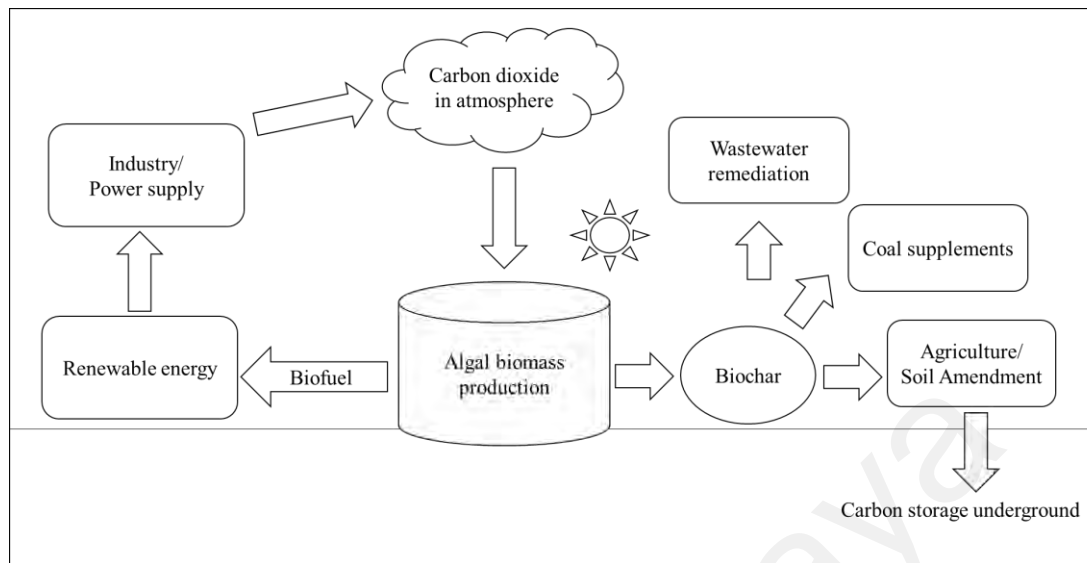 Carbon dioxide
in atmosphere
Industry/
Power supply
Wastewater
remediation
Coal supplements
Renewable energy
Biofuel
Algal biomass
production
Biochar
Agriculture/
Soil Amendment
Carbon storage underground
aya